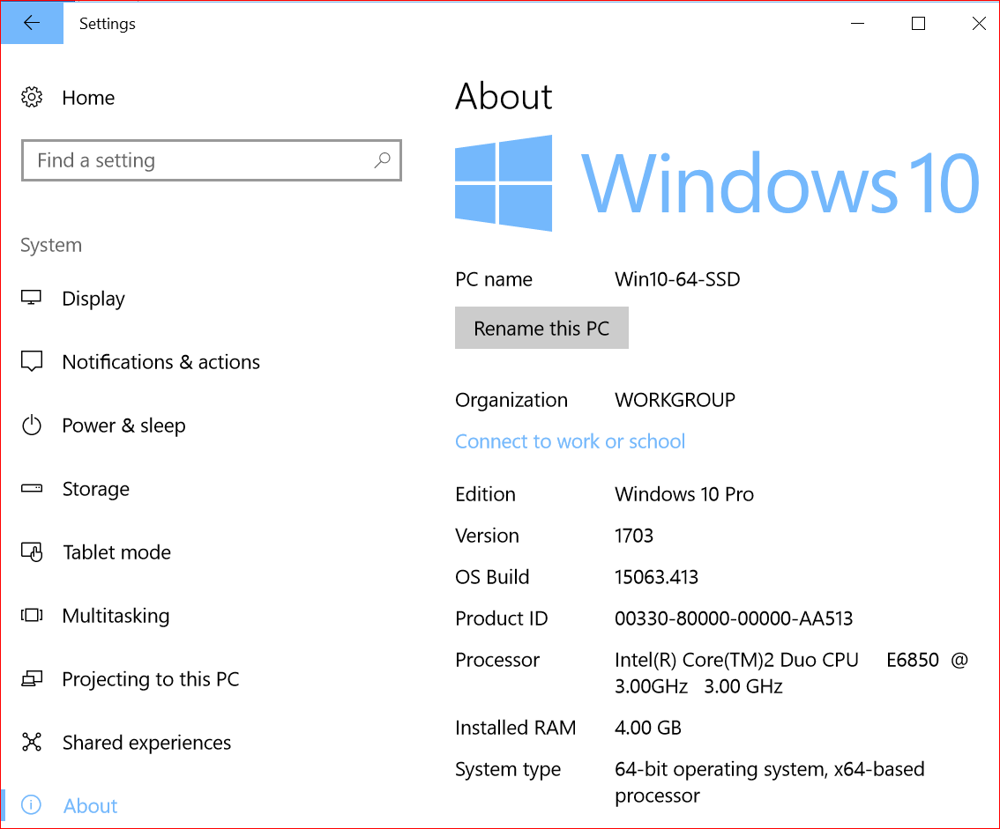 Settings
Home
Find a setting
System
Display
Notifications & actions
Power & sleep
Storage
Tablet mode
Multitasking
Projecting to this PC
Shared experiences
About
About
Windows 10
PC name Win10-64-SSD
Rename this PC
Organization WORKGROUP
Connect to work or school
Edition Windows 10 Pro
Version 1703
OS Build 15063.413
Product ID 00330-80000-00000-AA513
Processor Intel(R) Core(TM)2 Duo CPU E6850 @
3.00GHz 3.00 GHz
Installed RAM 4.00 GB
System type 64-bit operating system, x64-based
processor